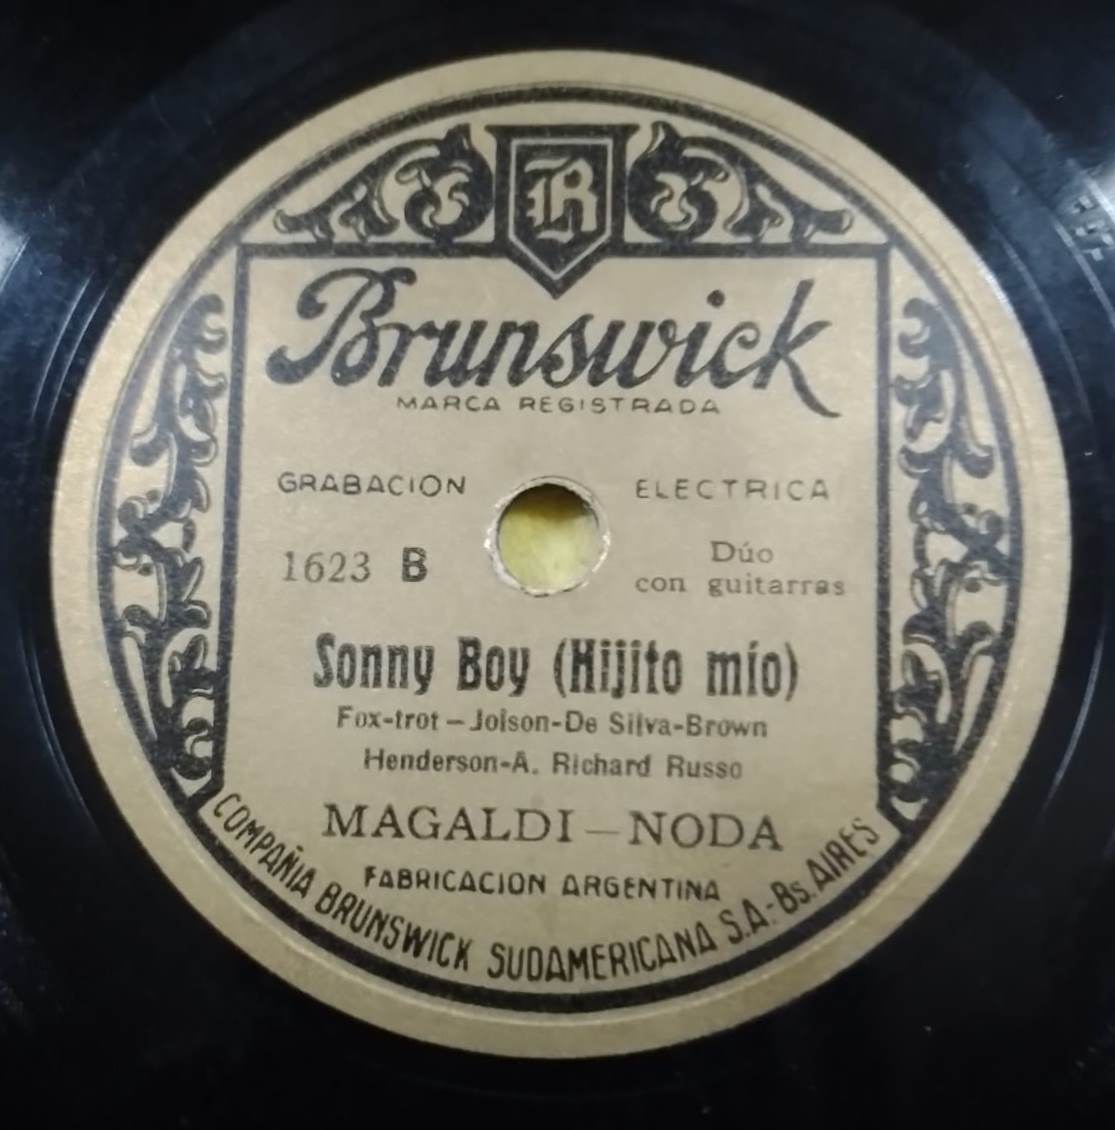 B
Brunswick
MARCA REGISTRADA
GRABACION ELECTRICA
1623 B
Dúo
con guitarras
Sonny Boy (Hijito mío)
Fox-trot – Jolson-De Silva-Brown
Henderson-A. Richard Russo
MAGALDI – NODA
FABRICACION ARGENTINA
COMPAÑIA BRUNSWICK SUDAMERICANA S.A.-Bs. AIRES